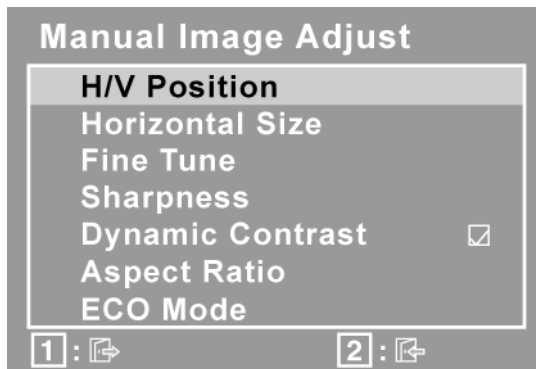 Manual Image Adjust
H/V Position
Horizontal Size
Fine Tune
Sharpness
Dynamic Contrast
Aspect Ratio
ECO Mode
1 : 2 :